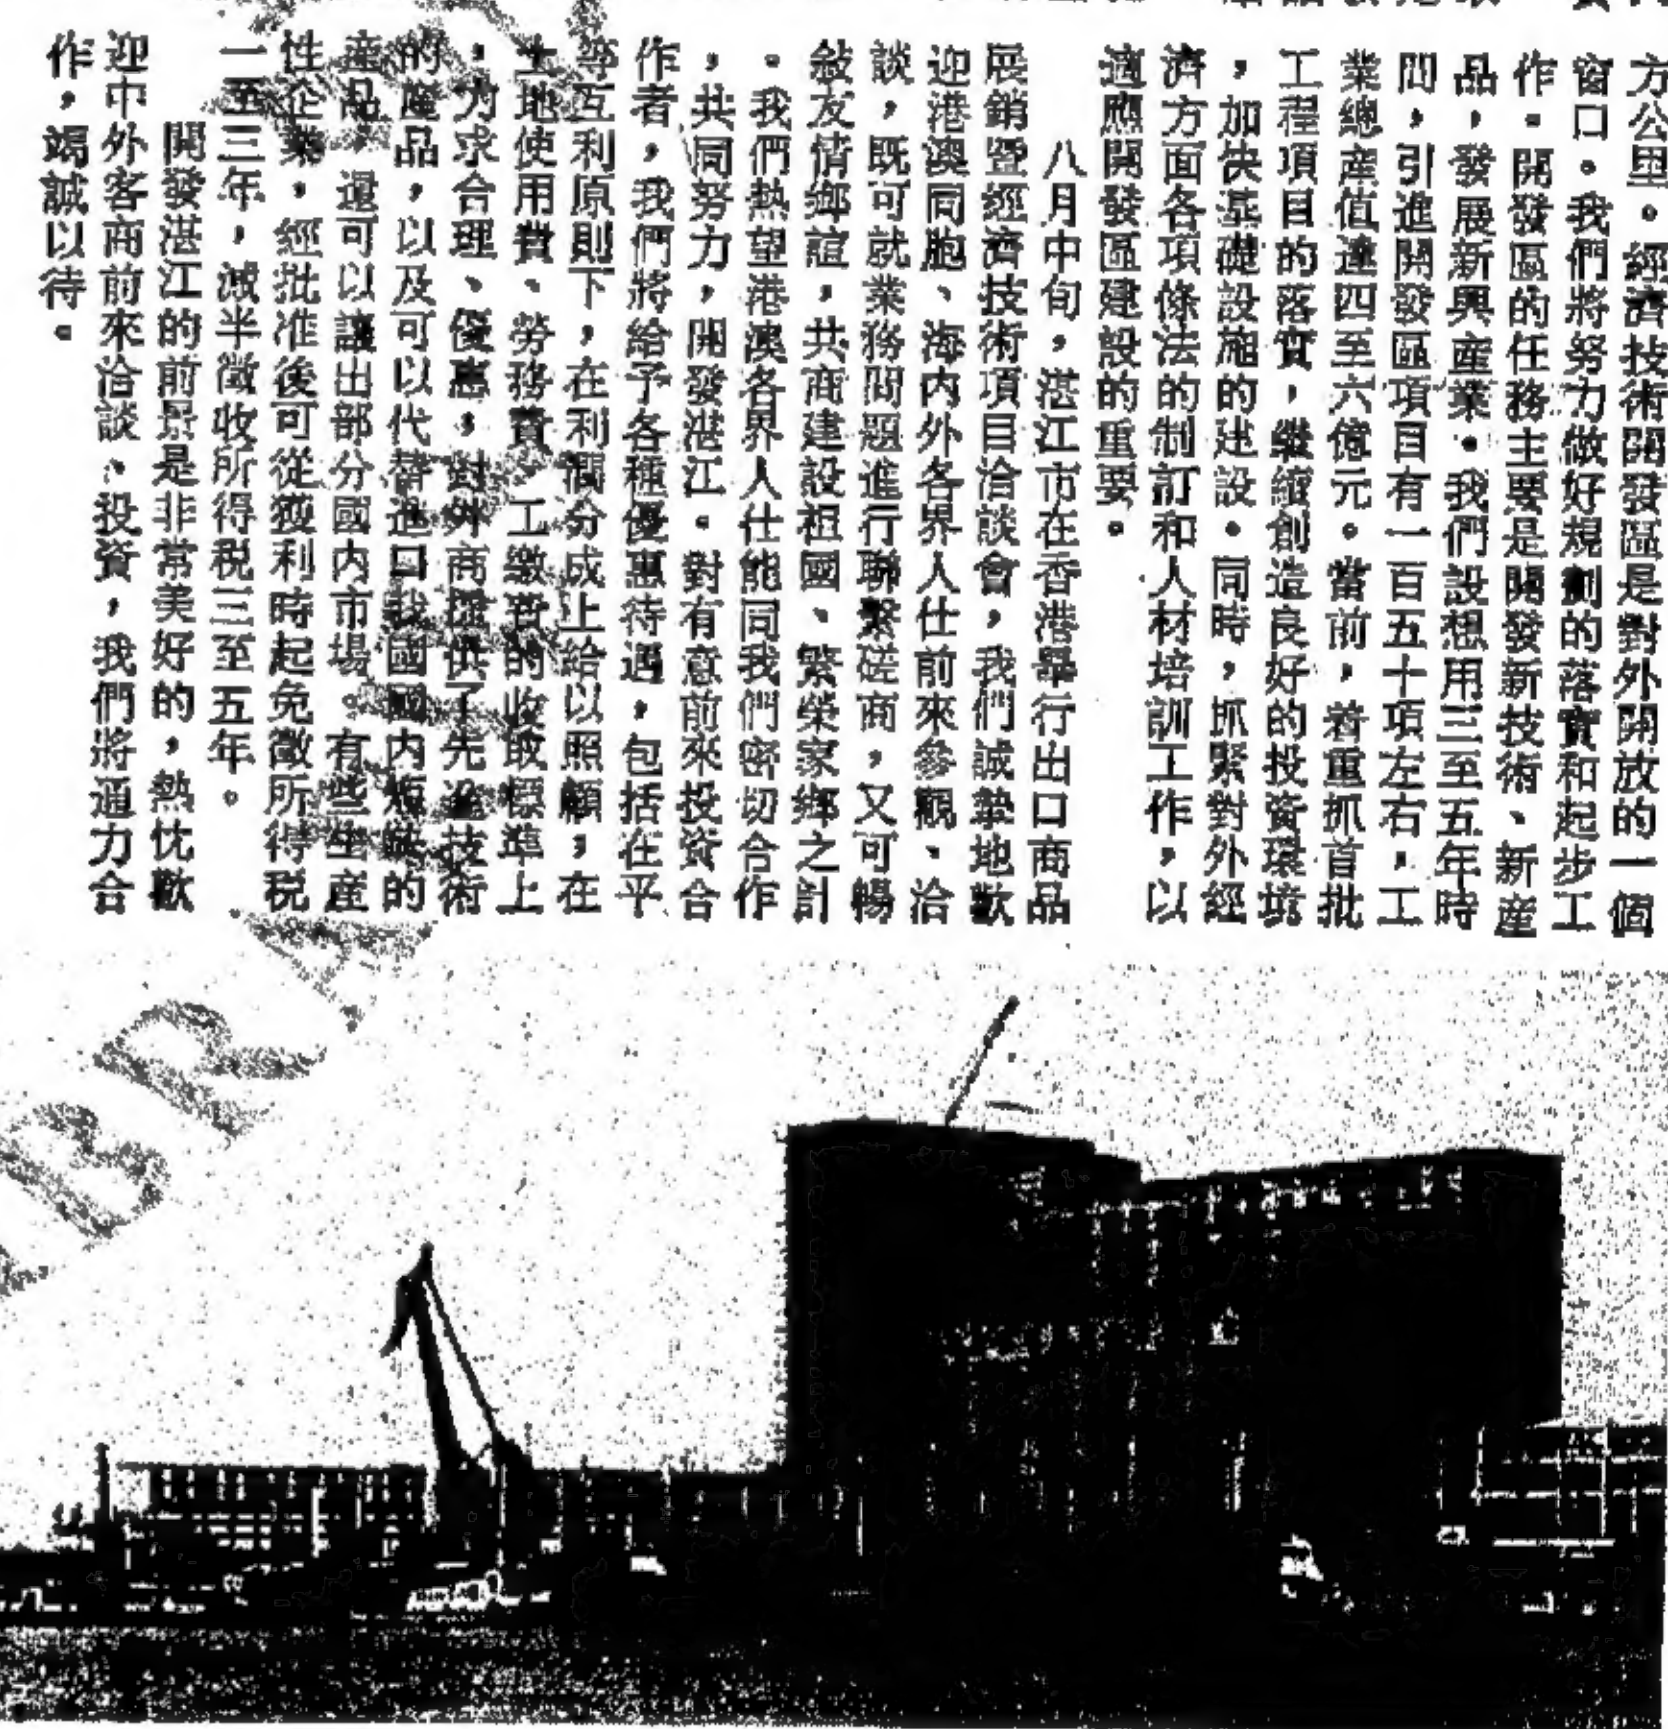 方公里。經濟技術開發區是對外開放的一個
窗口。我們將努力做好規劃的落實和起步工
作。開發區的任務主要是開發新技術、新産
品，發展新興産業。我們設想用三至五年時
間，引進開發區項目有一百五十項左右，工
業總産值達四至六億元。當前，着重抓首批
工程項目的落實，繼續創造良好的投資環境
，加快基礎設施的建設。同時，抓緊對外經
濟方面各項條法的制訂和人材培訓工作，以
適應開發區建設的重要。
八月中旬，湛江市在香港舉行出口商品
展銷暨經濟技術項目洽談會，我們誠摯地歡
迎港澳同胞、海内外各界人仕前來參觀、洽
談，既可就業務問題進行聯繫磋商，又可暢
敍友情鄉誼，共商建設祖國、繁榮家鄉之計
。我們熱望港澳各界人仕能同我們密切合作
，共同努力，開發湛江。對有意前來投資合
作者，我們將給予各種優惠待遇，包括在平
等互利原則下，在利潤分成上給以照顧，在
土地使用費、勞務費、工繳費的收取標準上
，力求合理、優惠，對外商提供了先進技術
的産品，以及可以代替進口我國國内短缺的
産品，還可以讓出部分國内市場。有些生産
性企業，經批准後可從獲利時起免徵所得税
一至三年，減半徵收所得税三至五年。
開發湛江的前景是非常美好的，熱忱歡
迎中外客商前來洽談、投資，我們將通力合
作，竭誠以待。